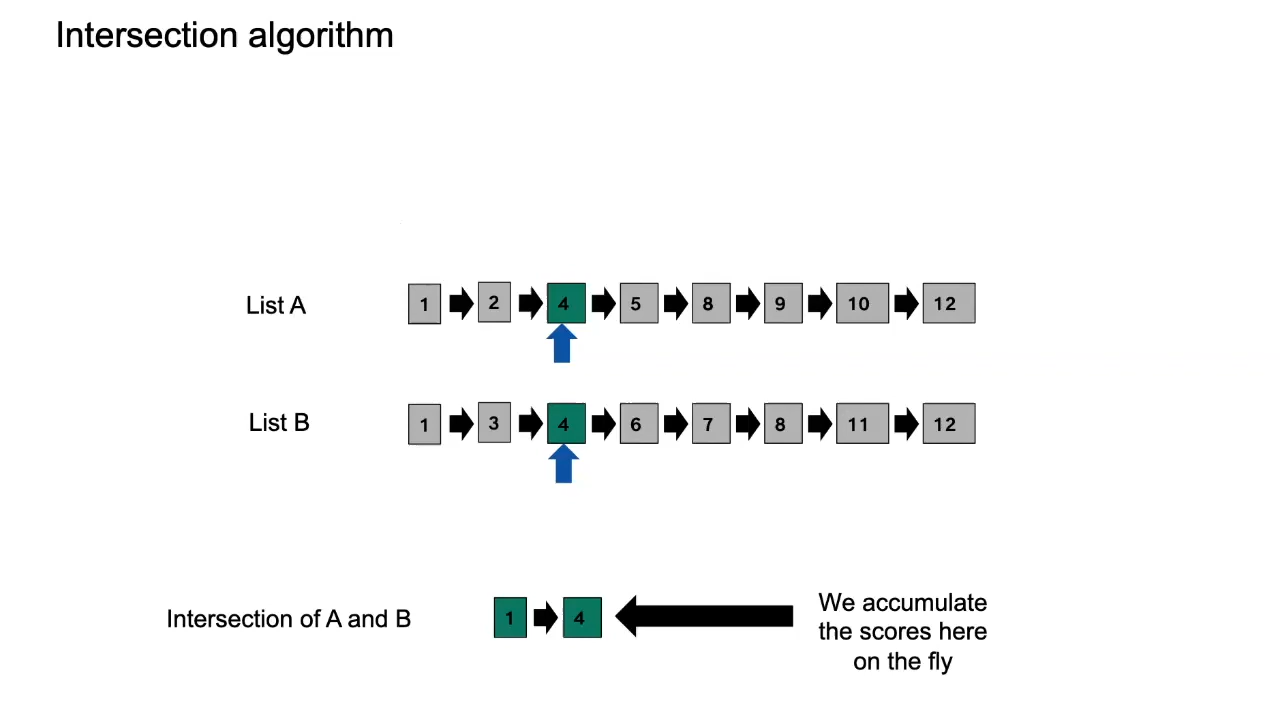 Intersection algorithm
List A 1 2 4 5 8 9 10 12
List B 1 3 4 6 7 8 11 12
Intersection of A and B 1 4
We accumulate
the scores here
on the fly